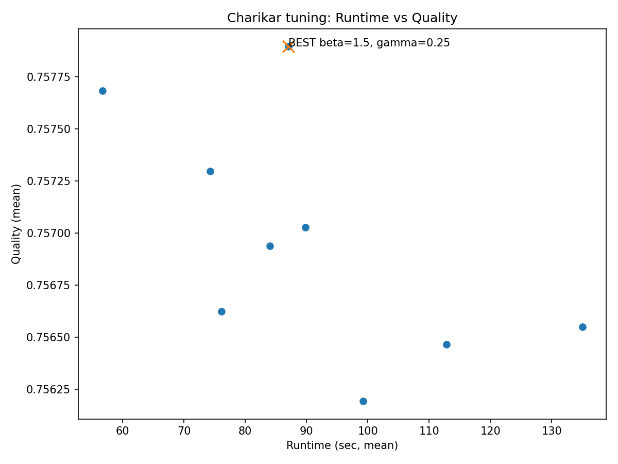 Charikar tuning: Runtime vs Quality
BEST beta=1.5, gamma=0.25
0.75775
0.75750
0.75725
0.75700
0.75675
0.75650
0.75625
Quality (mean)
60 70 80 90 100 110 120 130
Runtime (sec, mean)